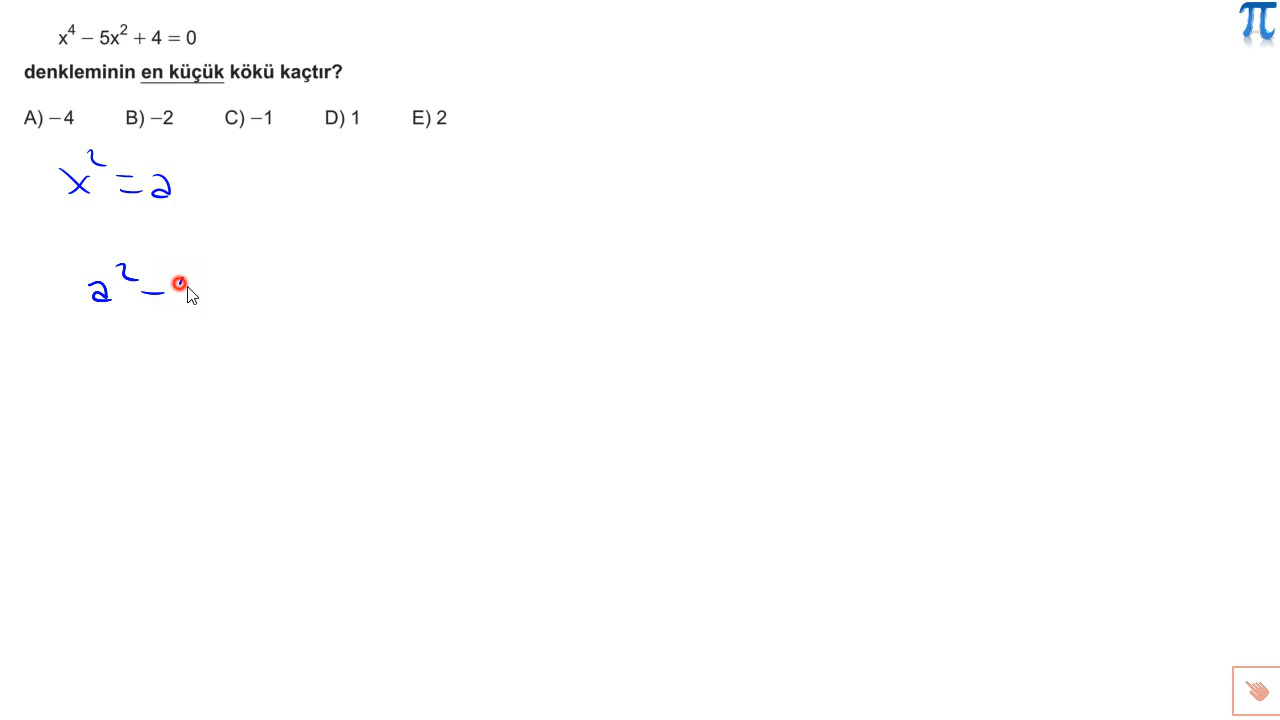 x⁴ − 5x² + 4 = 0
denkleminin en küçük kökü kaçtır?
A) −4 B) −2 C) −1 D) 1 E) 2
x² = a
a² −